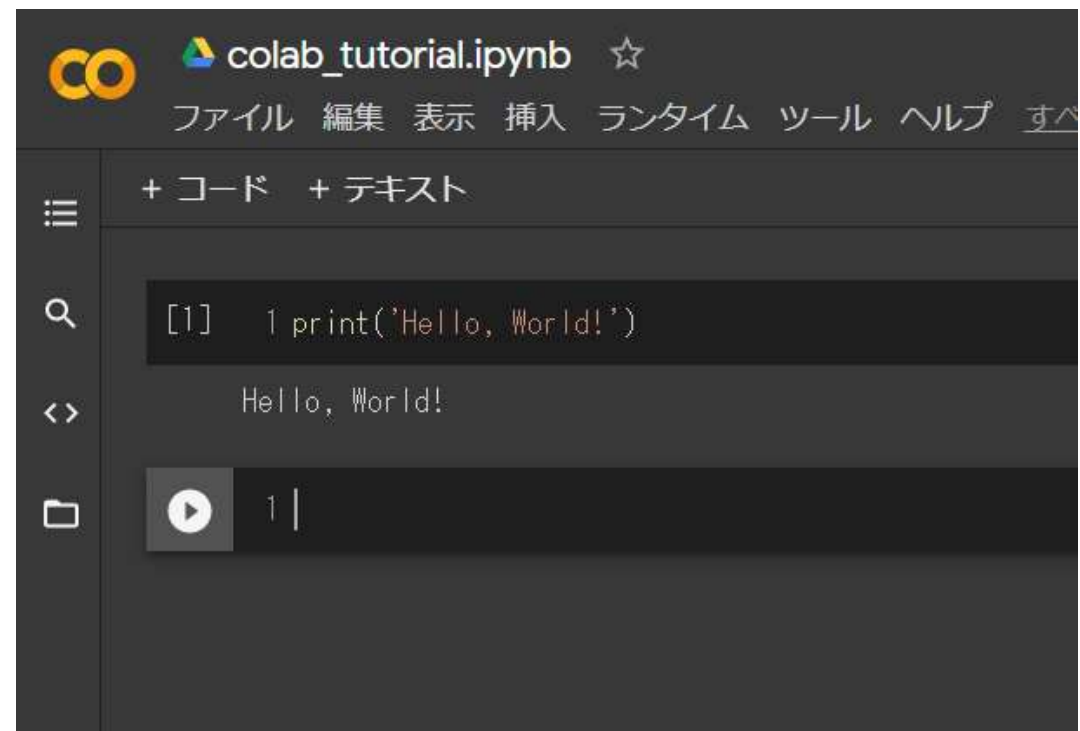 CO colab_tutorial.ipynb
ファイル 編集 表示 挿入 ランタイム ツール ヘルプ すべ
+ コード + テキスト
[1] 1 print('Hello, World!')
Hello, World!
1